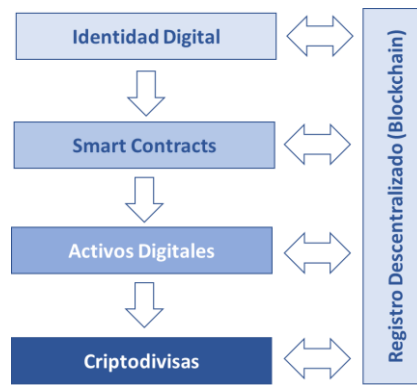 Identidad Digital
Smart Contracts
Activos Digitales
Criptodivisas
Registro Descentralizado (Blockchain)